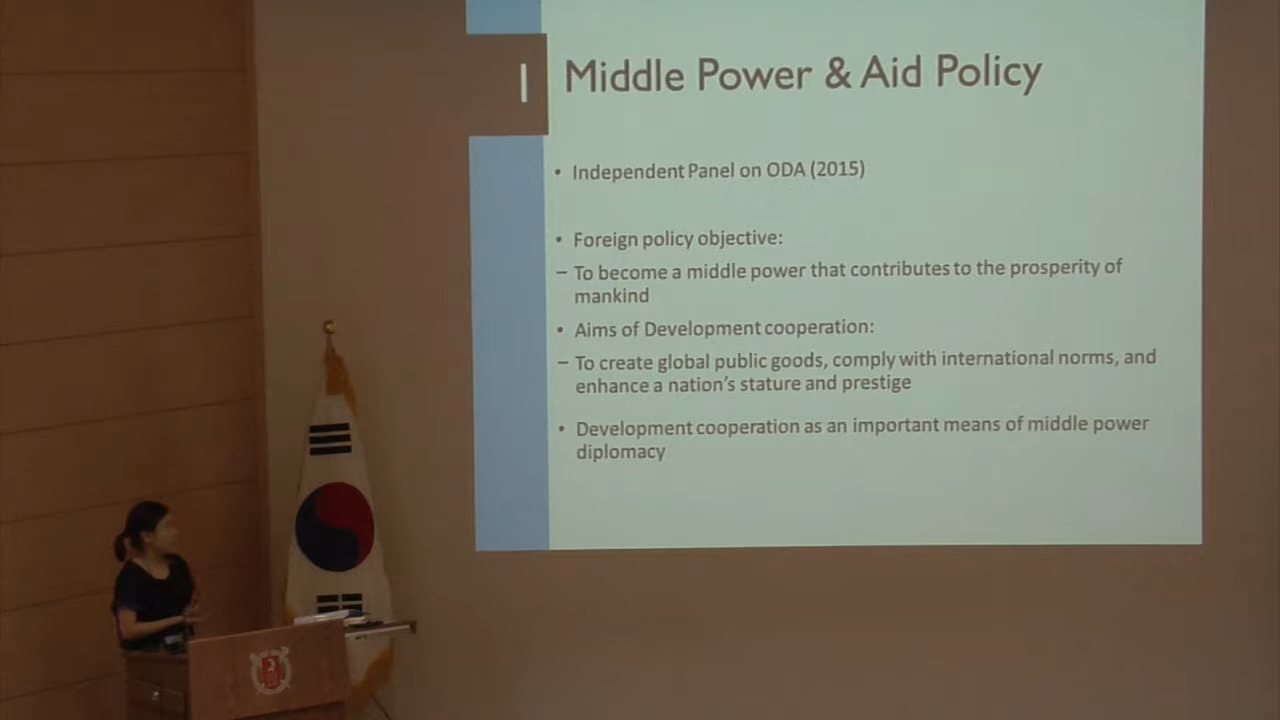 Middle Power & Aid Policy
• Independent Panel on ODA (2015)
• Foreign policy objective:
– To become a middle power that contributes to the prosperity of
mankind
• Aims of Development cooperation:
– To create global public goods, comply with international norms, and
enhance a nation's stature and prestige
• Development cooperation as an important means of middle power
diplomacy